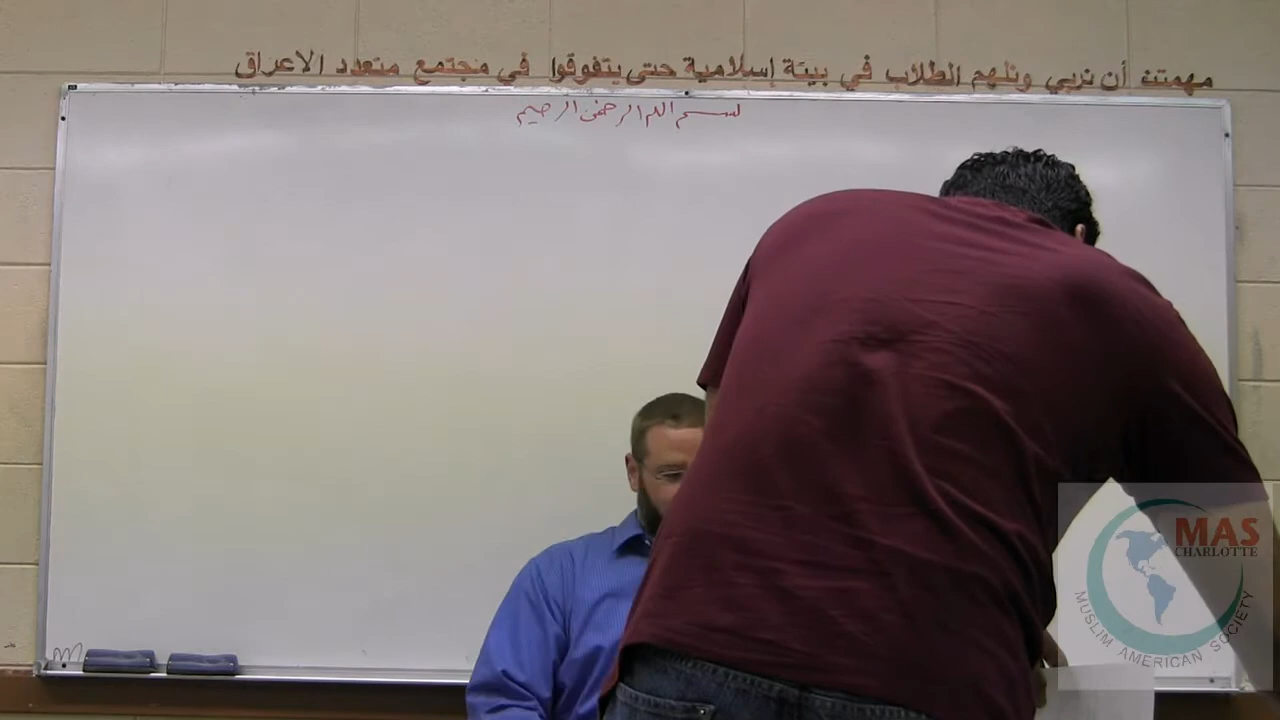 مهمتنا أن نربي ونلهم الطلاب في بيئة إسلامية حتى يتفوقوا في مجتمع متعدد الاعراق
بسم الله الرحمن الرحيم
MAS
CHARLOTTE
MUSLIM AMERICAN SOCIETY